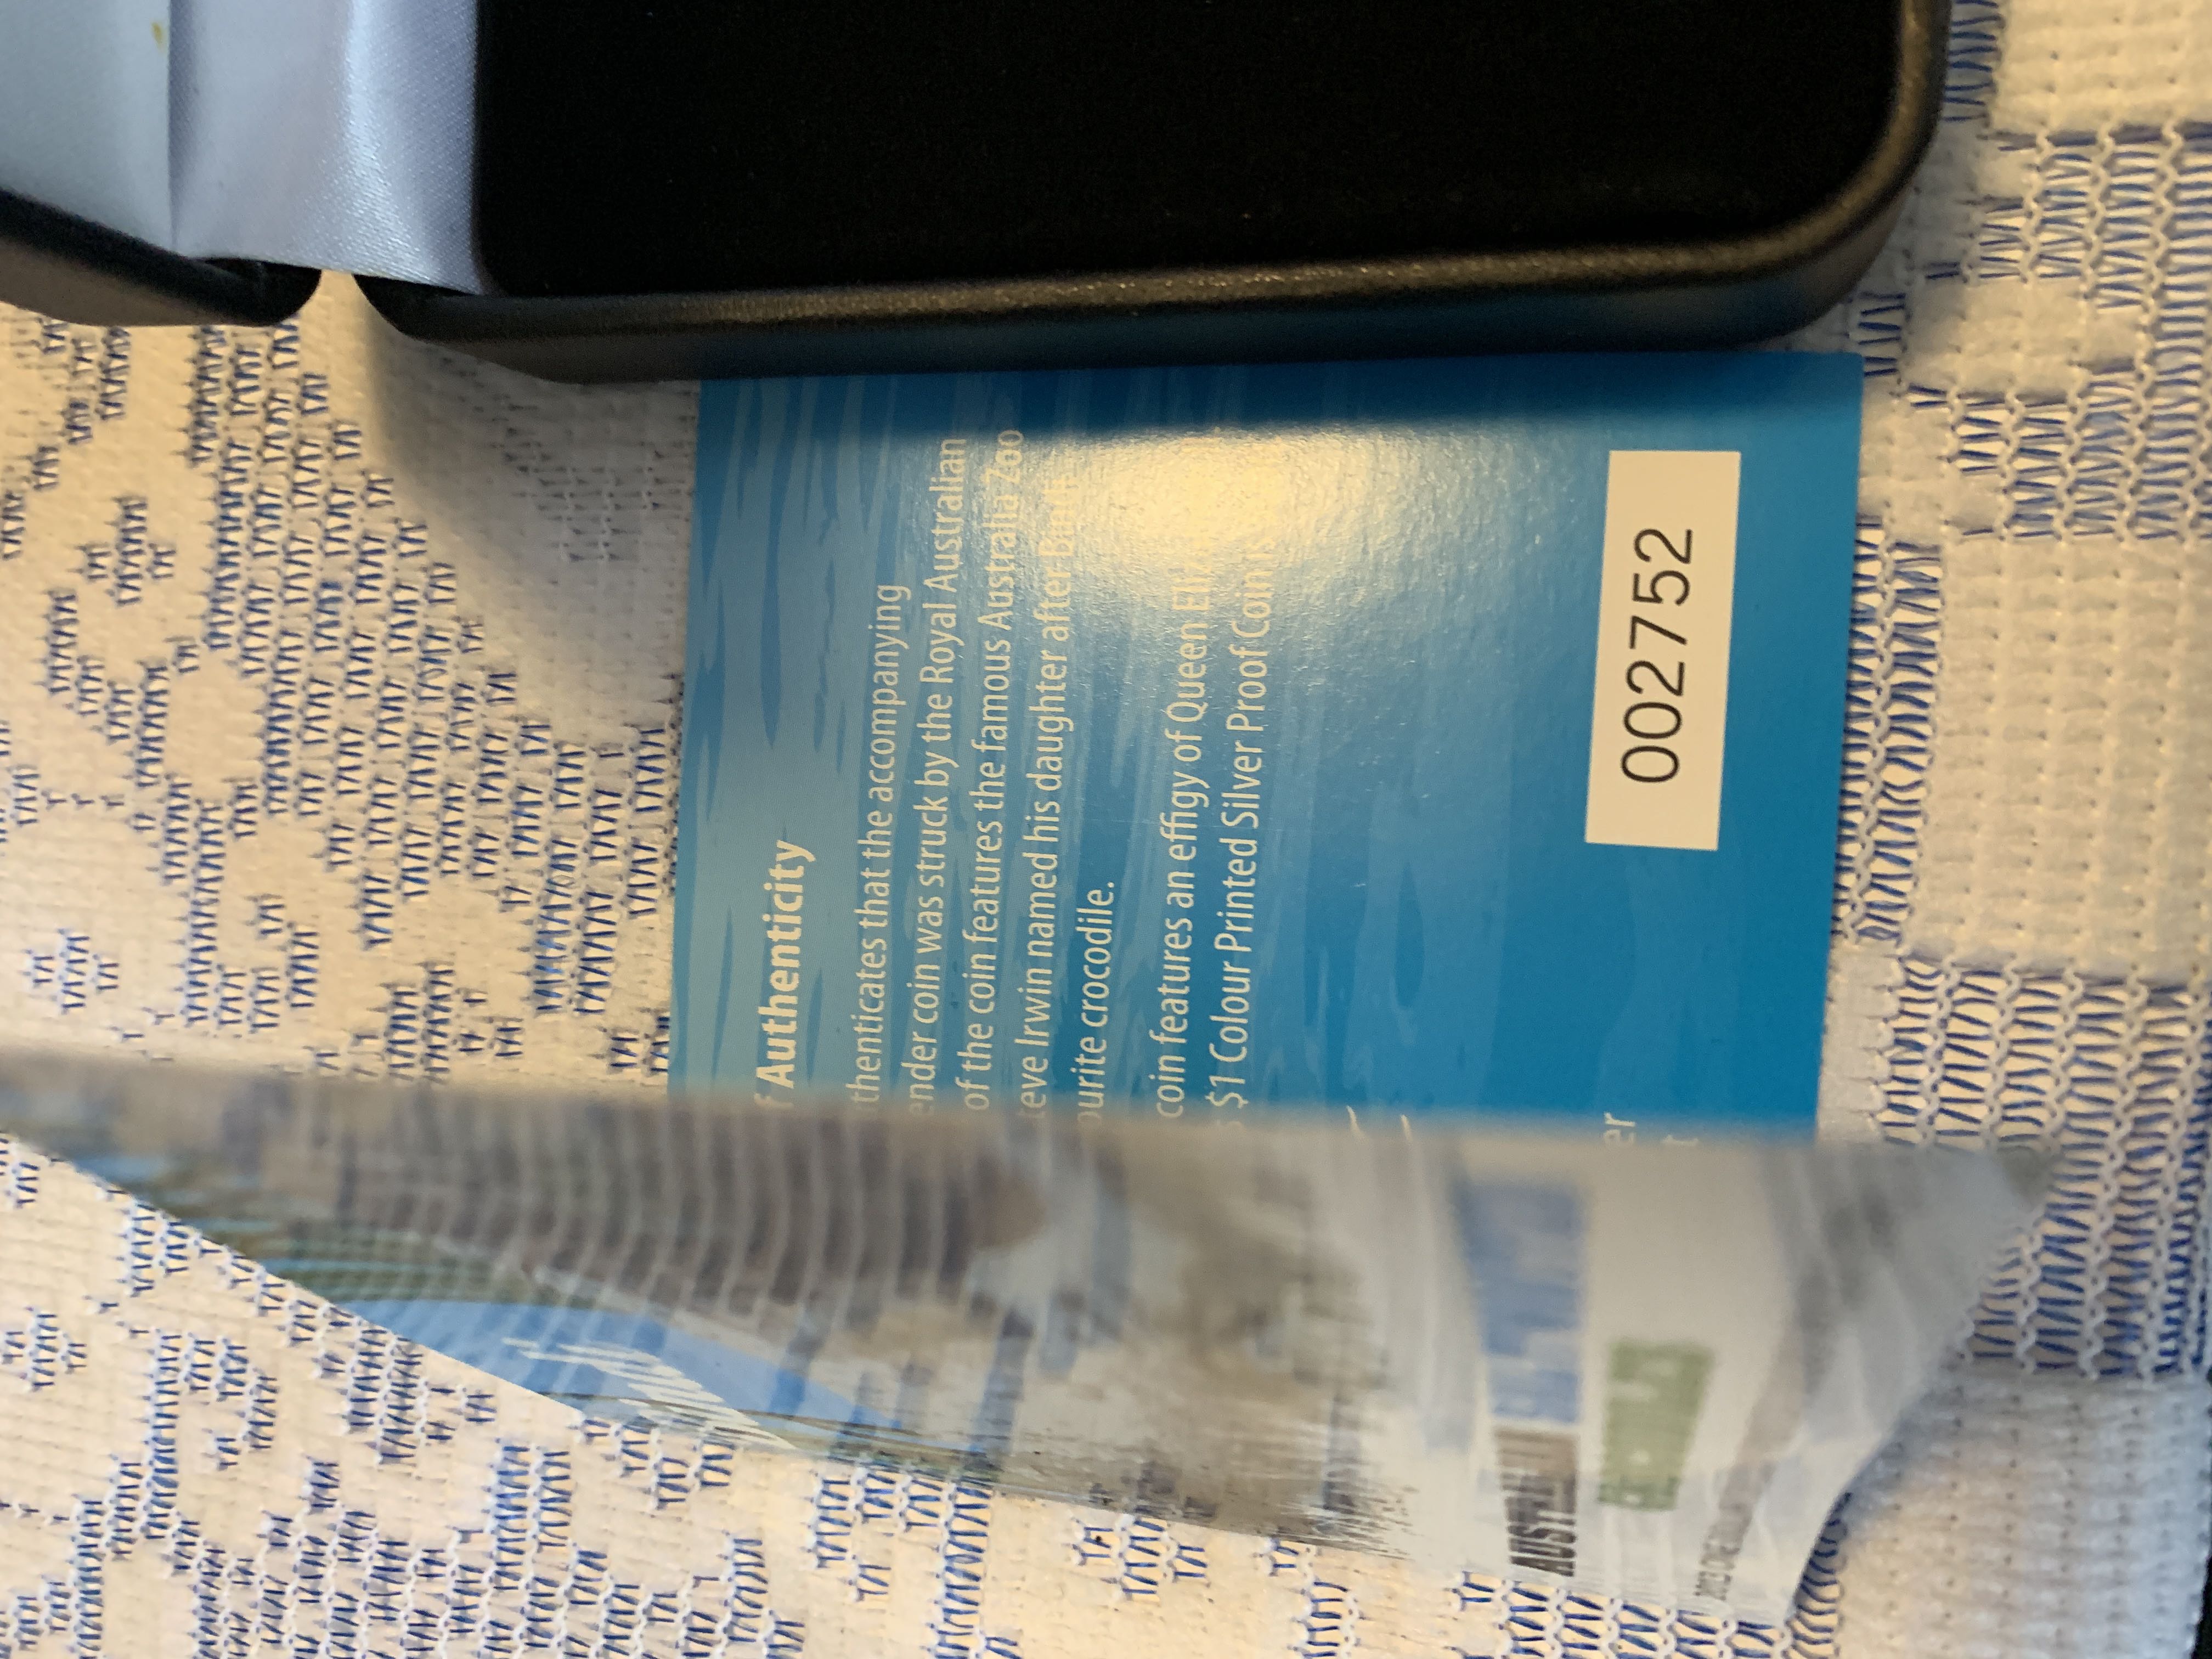 f Authenticity
thenticates that the accompanying
ender coin was struck by the Royal Australian
of the coin features the famous Australia Zoo
teve Irwin named his daughter after Bindi,
ourite crocodile.
coin features an effigy of Queen
$1 Colour Printed Silver Proof Coin
er
t
002752